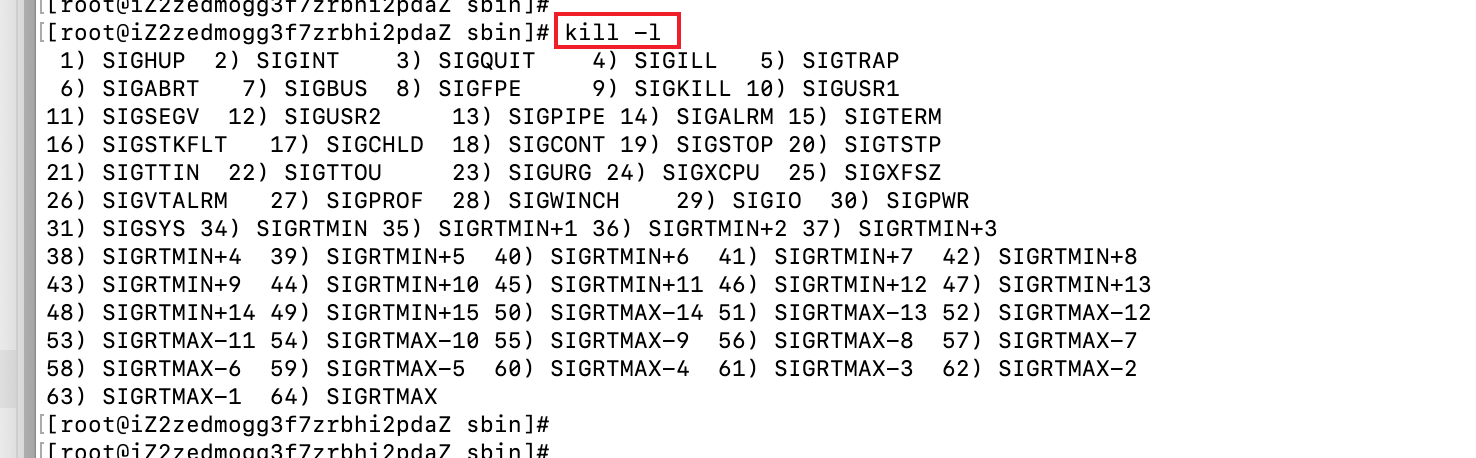 [[root@iZ2zedmogg3f7zrbhi2pdaZ sbin]#
[[root@iZ2zedmogg3f7zrbhi2pdaZ sbin]# kill -l
 1) SIGHUP  2) SIGINT    3) SIGQUIT    4) SIGILL   5) SIGTRAP
 6) SIGABRT   7) SIGBUS  8) SIGFPE     9) SIGKILL 10) SIGUSR1
11) SIGSEGV  12) SIGUSR2     13) SIGPIPE 14) SIGALRM 15) SIGTERM
16) SIGSTKFLT   17) SIGCHLD  18) SIGCONT 19) SIGSTOP 20) SIGTSTP
21) SIGTTIN  22) SIGTTOU     23) SIGURG 24) SIGXCPU  25) SIGXFSZ
26) SIGVTALRM   27) SIGPROF  28) SIGWINCH    29) SIGIO  30) SIGPWR
31) SIGSYS 34) SIGRTMIN 35) SIGRTMIN+1 36) SIGRTMIN+2 37) SIGRTMIN+3
38) SIGRTMIN+4  39) SIGRTMIN+5  40) SIGRTMIN+6  41) SIGRTMIN+7  42) SIGRTMIN+8
43) SIGRTMIN+9  44) SIGRTMIN+10 45) SIGRTMIN+11 46) SIGRTMIN+12 47) SIGRTMIN+13
48) SIGRTMIN+14 49) SIGRTMIN+15 50) SIGRTMAX-14 51) SIGRTMAX-13 52) SIGRTMAX-12
53) SIGRTMAX-11 54) SIGRTMAX-10 55) SIGRTMAX-9  56) SIGRTMAX-8  57) SIGRTMAX-7
58) SIGRTMAX-6  59) SIGRTMAX-5  60) SIGRTMAX-4  61) SIGRTMAX-3  62) SIGRTMAX-2
63) SIGRTMAX-1  64) SIGRTMAX
[[root@iZ2zedmogg3f7zrbhi2pdaZ sbin]#
[[root@iZ2zedmogg3f7zrbhi2pdaZ sbin]#